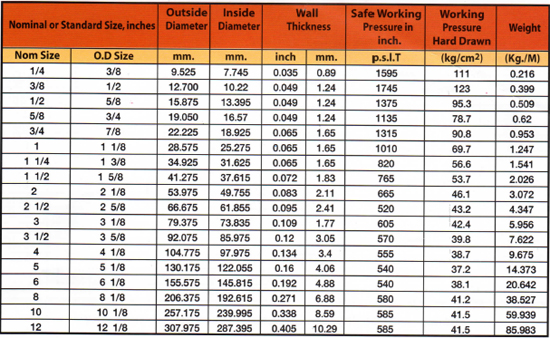 Nominal or Standard Size, inches Outside Diameter Inside Diameter Wall Thickness Safe Working Pressure in inch. Working Pressure Hard Drawn Weight
Nom Size O.D Size mm. mm. inch mm. p.s.I.T (kg/cm2) (Kg./M)
1/4 3/8 9.525 7.745 0.035 0.89 1595 111 0.216
3/8 1/2 12.700 10.22 0.049 1.24 1745 123 0.399
1/2 5/8 15.875 13.395 0.049 1.24 1375 95.3 0.509
5/8 3/4 19.050 16.57 0.049 1.24 1135 78.7 0.62
3/4 7/8 22.225 18.925 0.065 1.65 1315 90.8 0.953
1 1 1/8 28.575 25.275 0.065 1.65 1010 69.7 1.247
1 1/4 1 3/8 34.925 31.625 0.065 1.65 820 56.6 1.541
1 1/2 1 5/8 41.275 37.615 0.072 1.83 765 53.7 2.026
2 2 1/8 53.975 49.755 0.083 2.11 665 46.1 3.072
2 1/2 2 5/8 66.675 61.855 0.095 2.41 520 43.2 4.347
3 3 1/8 79.375 73.835 0.109 1.77 605 42.4 5.956
3 1/2 3 5/8 92.075 85.975 0.12 3.05 570 39.8 7.622
4 4 1/8 104.775 97.975 0.134 3.4 555 38.7 9.675
5 5 1/8 130.175 122.055 0.16 4.06 540 37.2 14.373
6 6 1/8 155.575 145.815 0.192 4.88 540 38.1 20.642
8 8 1/8 206.375 192.615 0.271 6.88 580 41.2 38.527
10 10 1/8 257.175 239.995 0.338 8.59 585 41.5 59.939
12 12 1/8 307.975 287.395 0.405 10.29 585 41.5 85.983